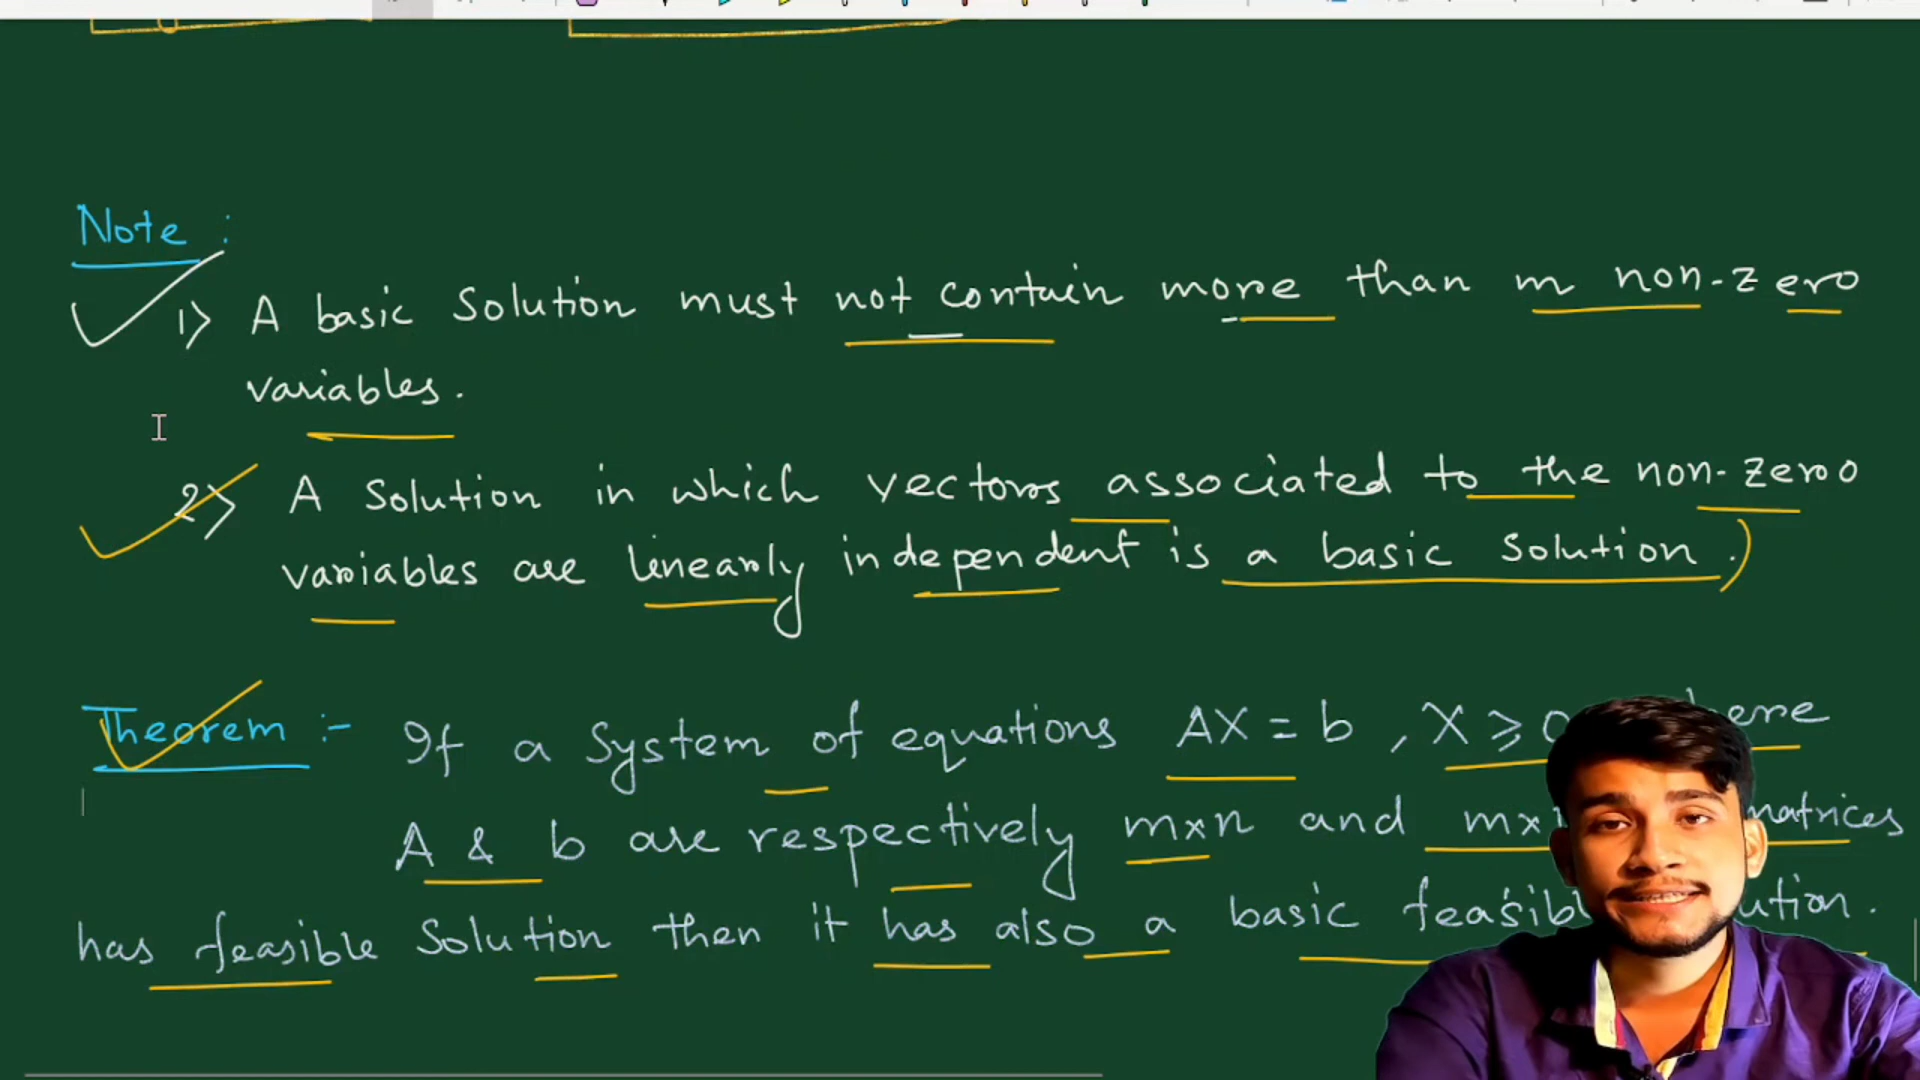 Note :
1) A basic Solution must not contain more than m non-zero
variables.
2) A Solution in which vectors associated to the non-zero
variables are linearly independent is a basic solution.)
Theorem :- If a System of equations AX = b , X ≥
A & b are respectively mxn and matrices
has feasible Solution then it has also a basic